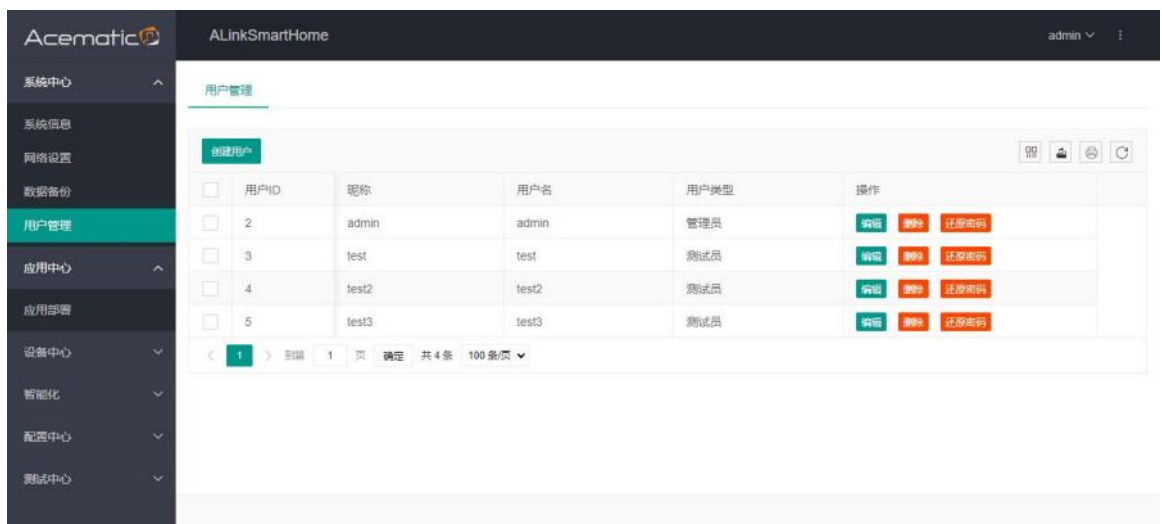 Acematic
ALinkSmartHome
admin
系统中心
系统信息
网络设置
数据备份
用户管理
应用中心
应用部署
设备中心
智能化
配置中心
测试中心
用户管理
创建用户
用户ID 昵称 用户名 用户类型 操作
2 admin admin 管理员 编辑 删除 还原密码
3 test test 测试员 编辑 删除 还原密码
4 test2 test2 测试员 编辑 删除 还原密码
5 test3 test3 测试员 编辑 删除 还原密码
1 到第 1 页 确定 共 4 条 100 条/页